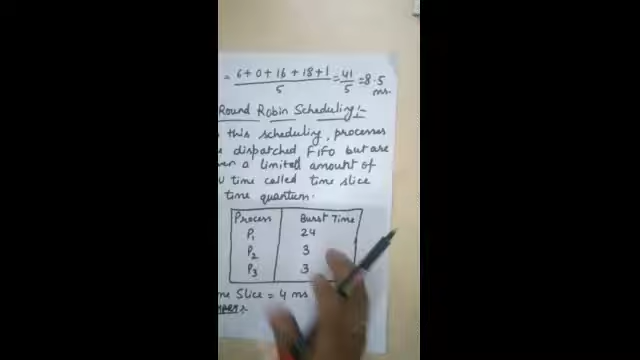 = 6+0+16+18+1 / 5 = 41/5 = 8.5 ms.
Round Robin Scheduling:-
this scheduling, processes
dispatched FIFO but are
a limited amount of
time called time slice
time quantum.
Process Burst Time
P1 24
P2 3
P3 3
Slice = 4 ms